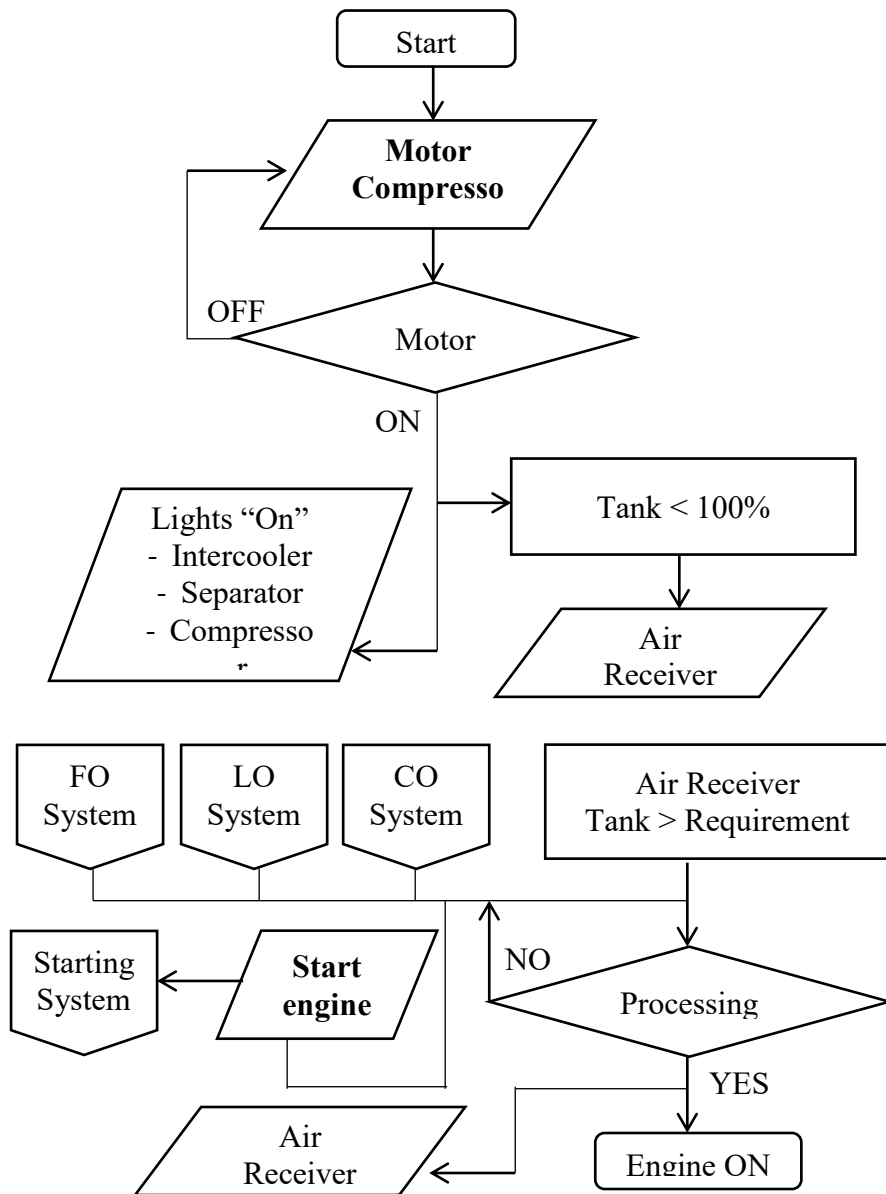 Start
Motor
Compresso
OFF
Motor
ON
Lights “On”
- Intercooler
- Separator
- Compresso
r
Tank < 100%
Air
Receiver
FO
System
LO
System
CO
System
Air Receiver
Tank > Requirement
Starting
System
Start
engine
NO
Processing
YES
Air
Receiver
Engine ON